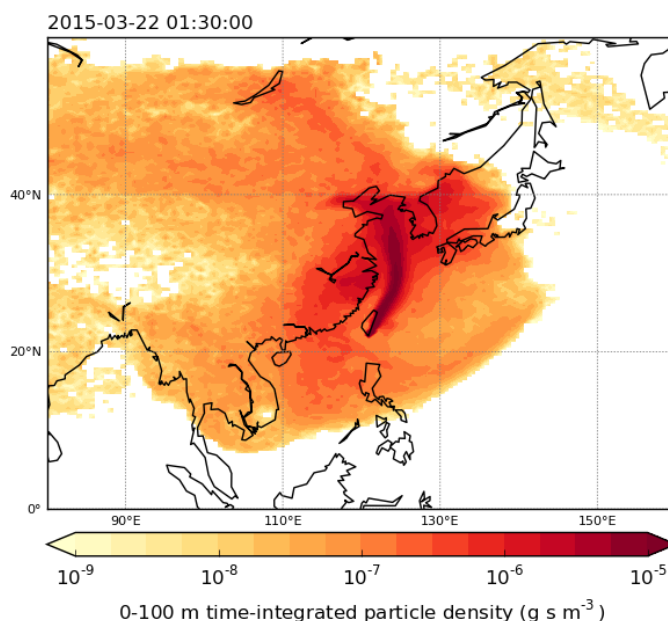 2015-03-22 01:30:00
40°N
20°N
0°
90°E 110°E 130°E 150°E
10⁻⁹ 10⁻⁸ 10⁻⁷ 10⁻⁶ 10⁻⁵
0-100 m time-integrated particle density (g s m⁻³)